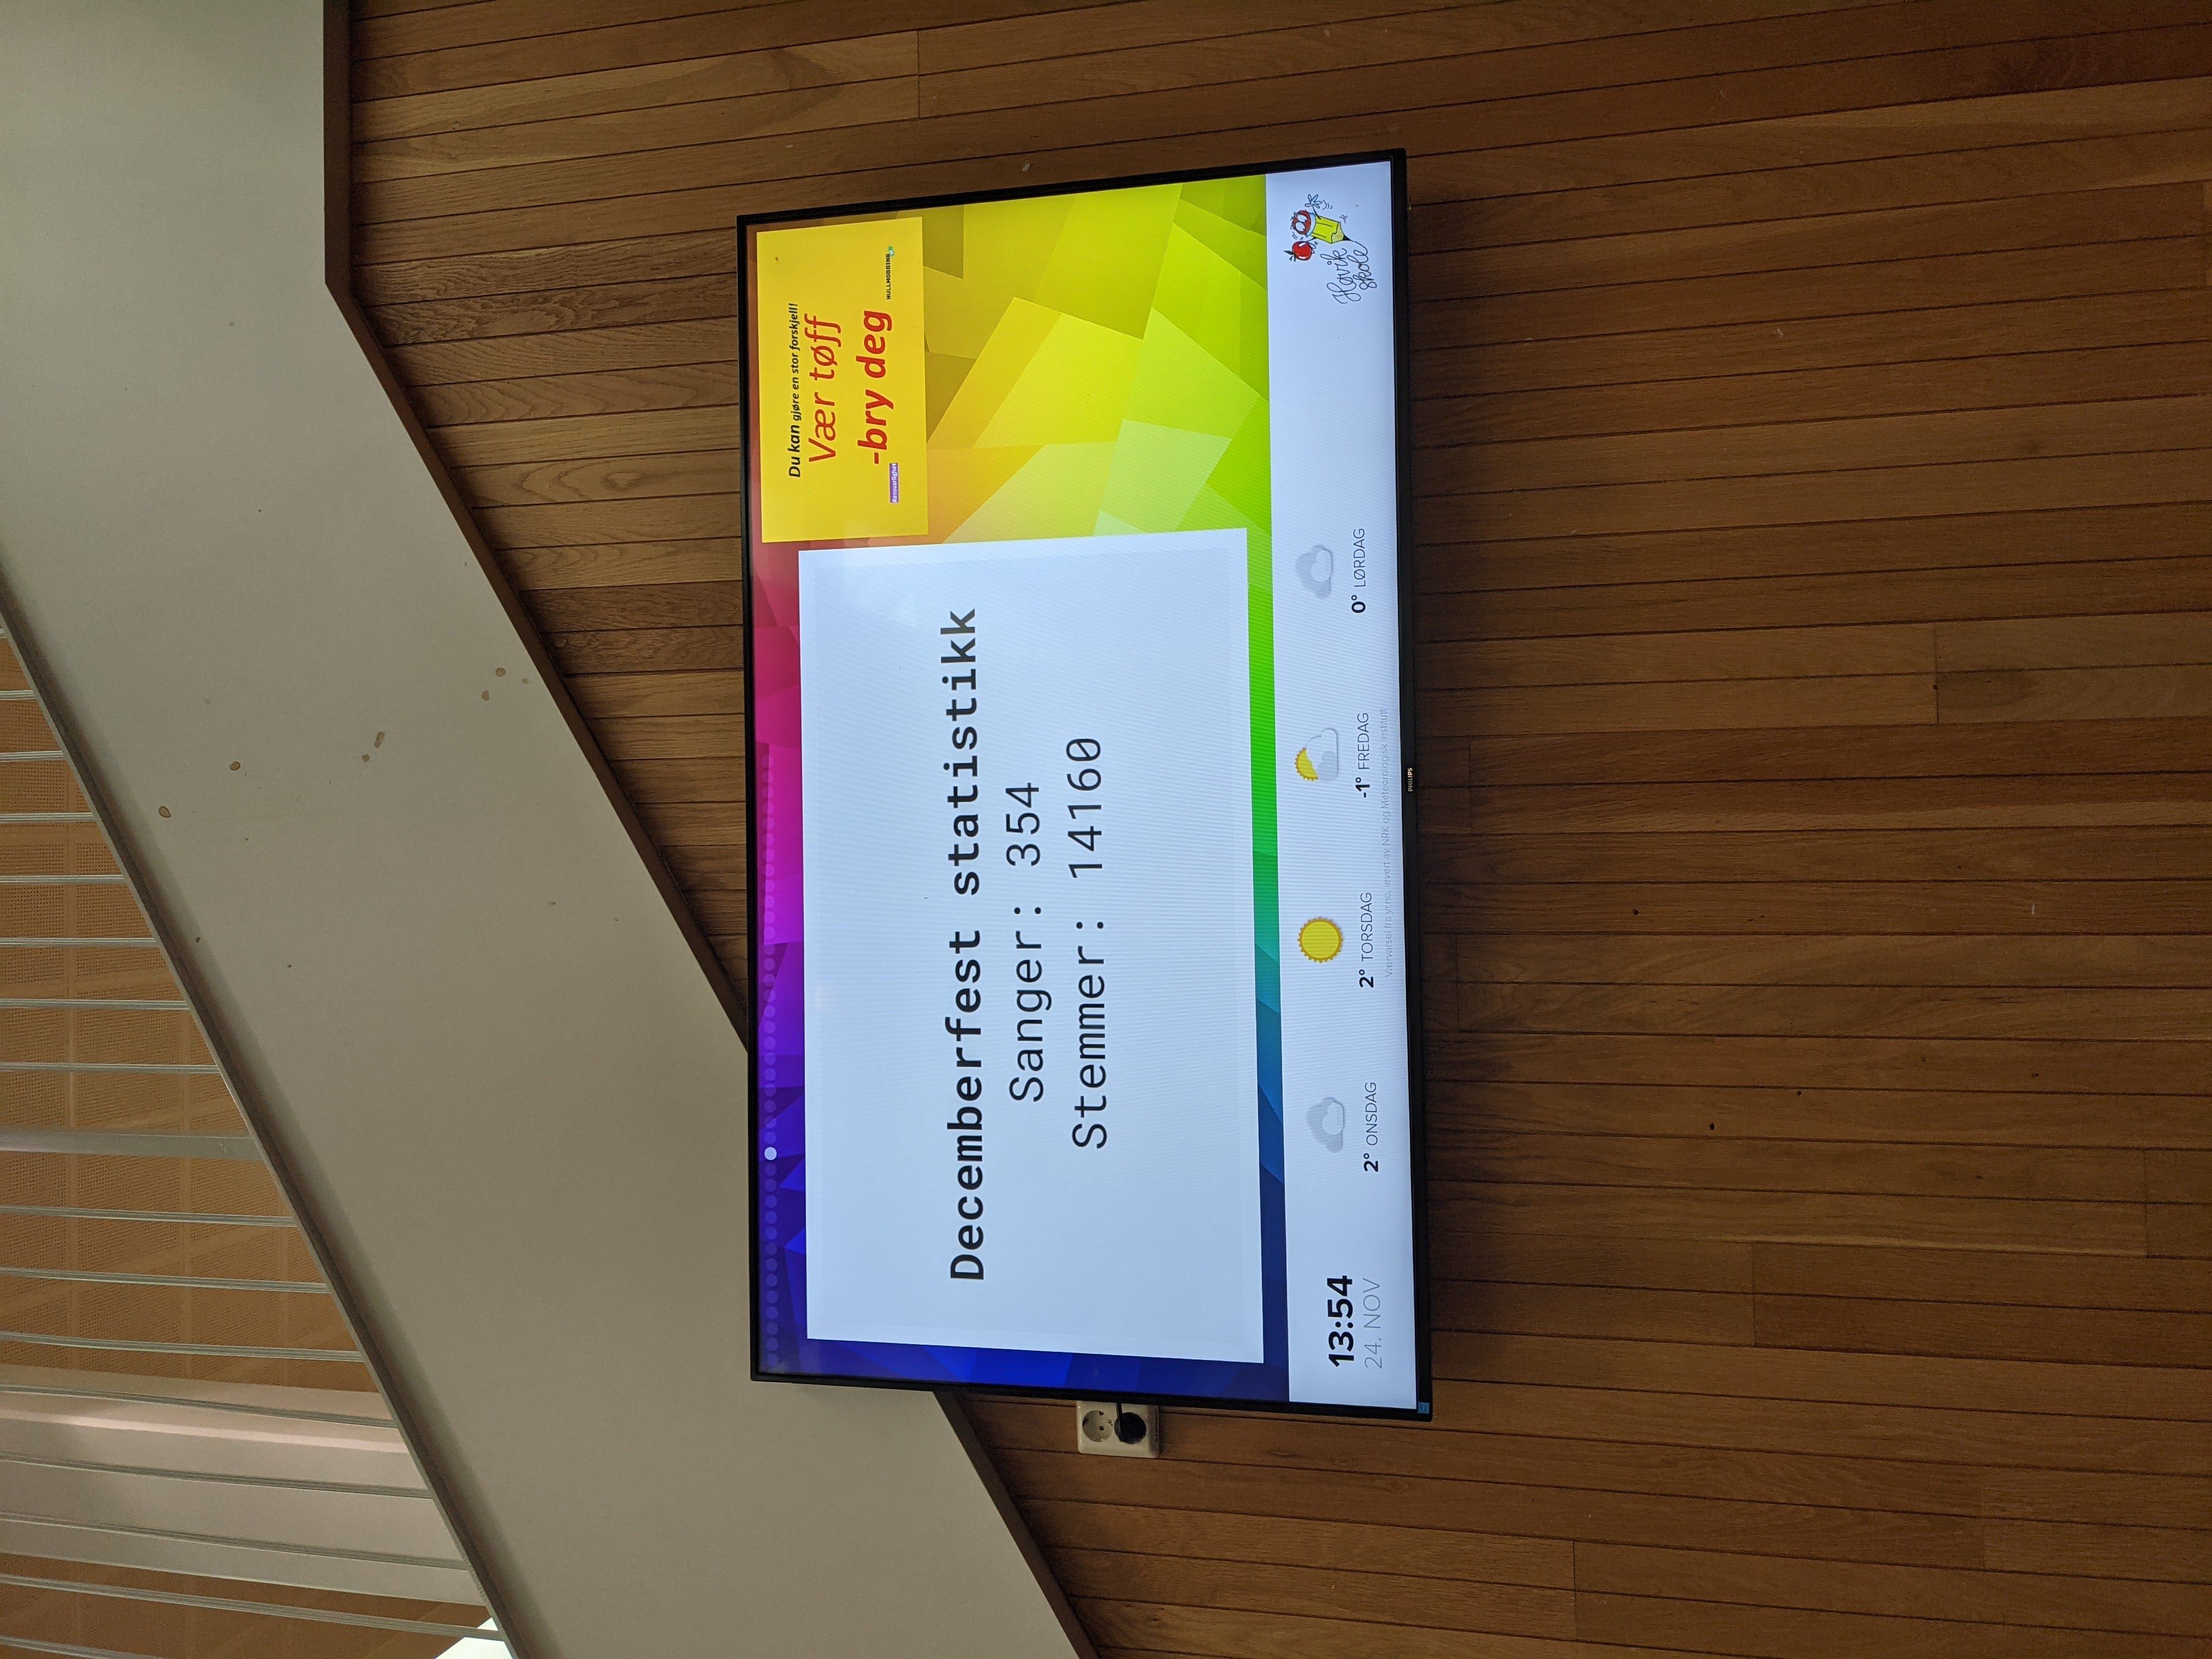 Du kan gjøre en stor forskjell!
Vær tøff
-bry deg
#ansvarlighet
NULLMOBBING
Decemberfest statistikk
Sanger: 354
Stemmer: 14160
13:54
24. NOV
2° ONSDAG
2° TORSDAG
-1° FREDAG
0° LØRDAG
Værvarsel fra yr.no, levert av NRK og Meteorologisk institutt
Høvik
skole
PHILIPS